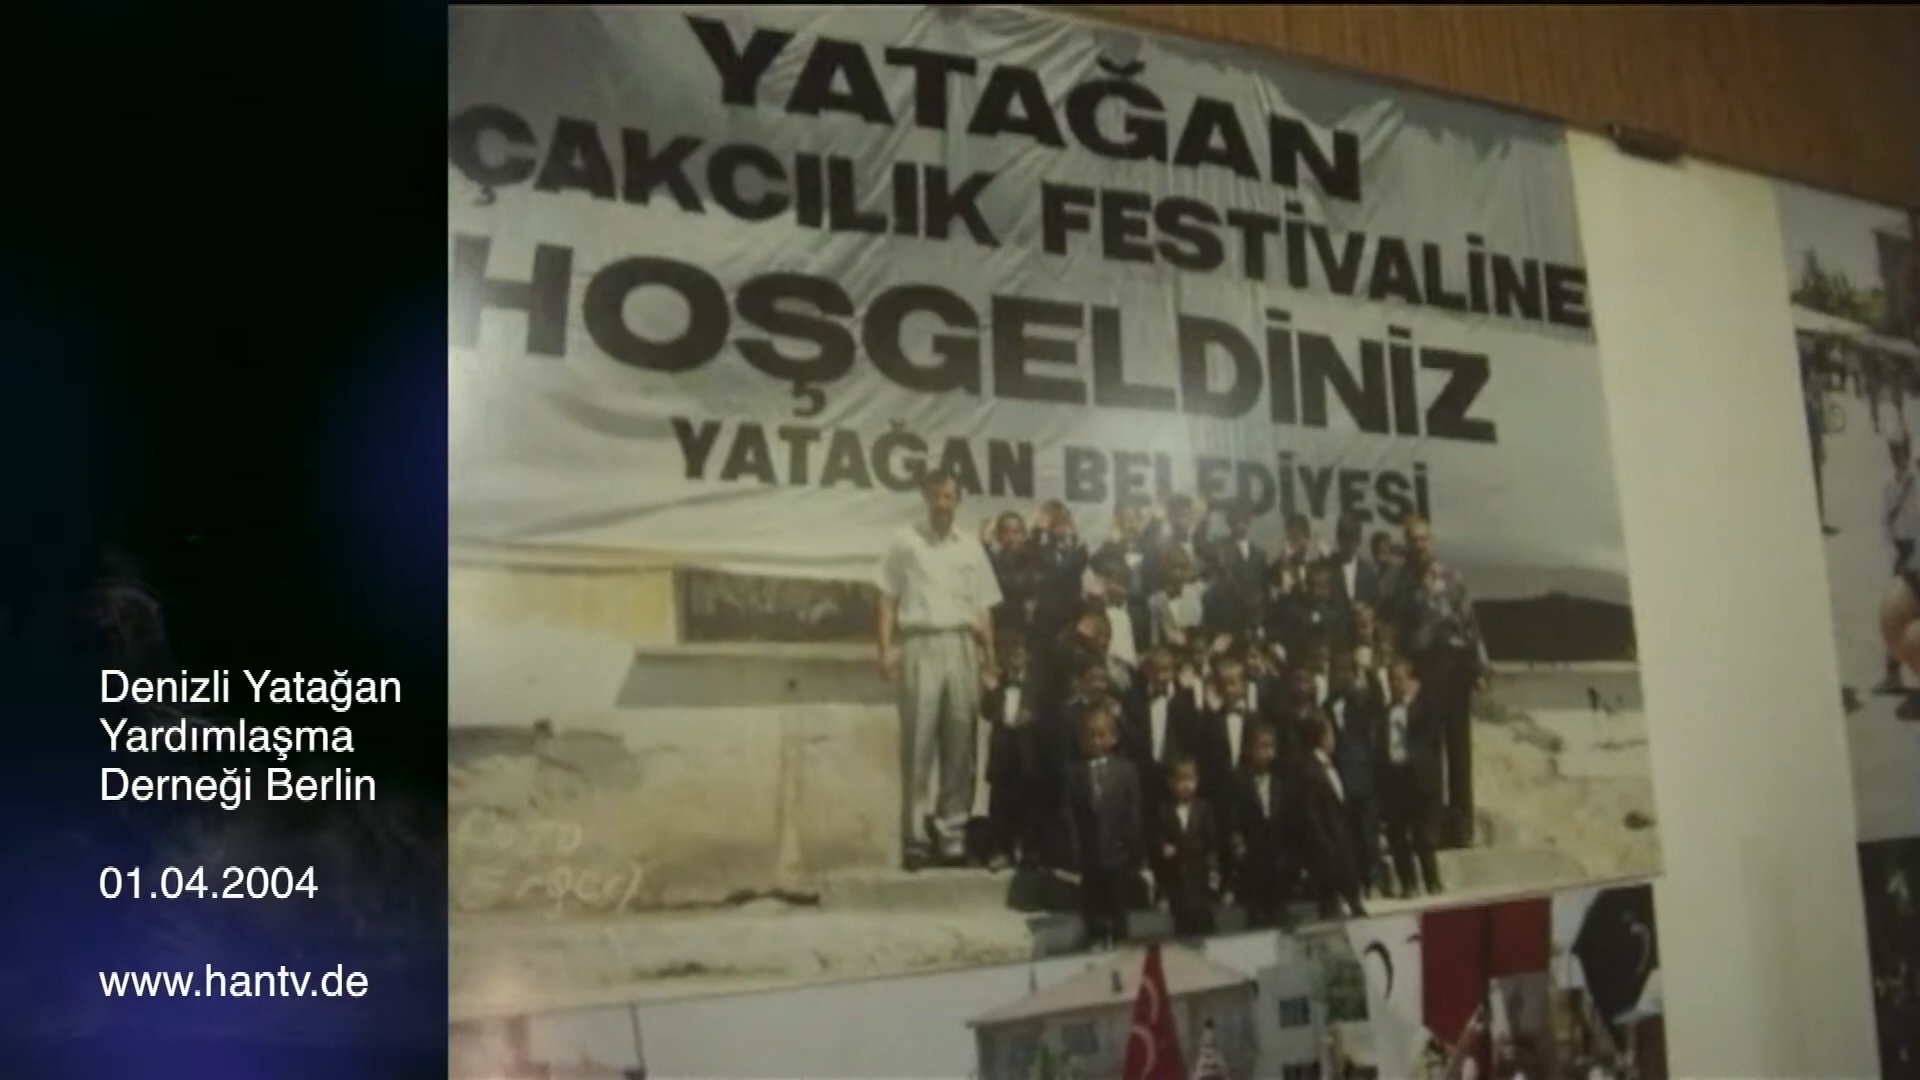 YATAĞAN
ÇAKCILIK FESTİVALİNE
HOŞGELDİNİZ
YATAĞAN BELEDİYESİ
FOTO
Denizli Yatağan
Yardımlaşma
Derneği Berlin
01.04.2004
www.hantv.de